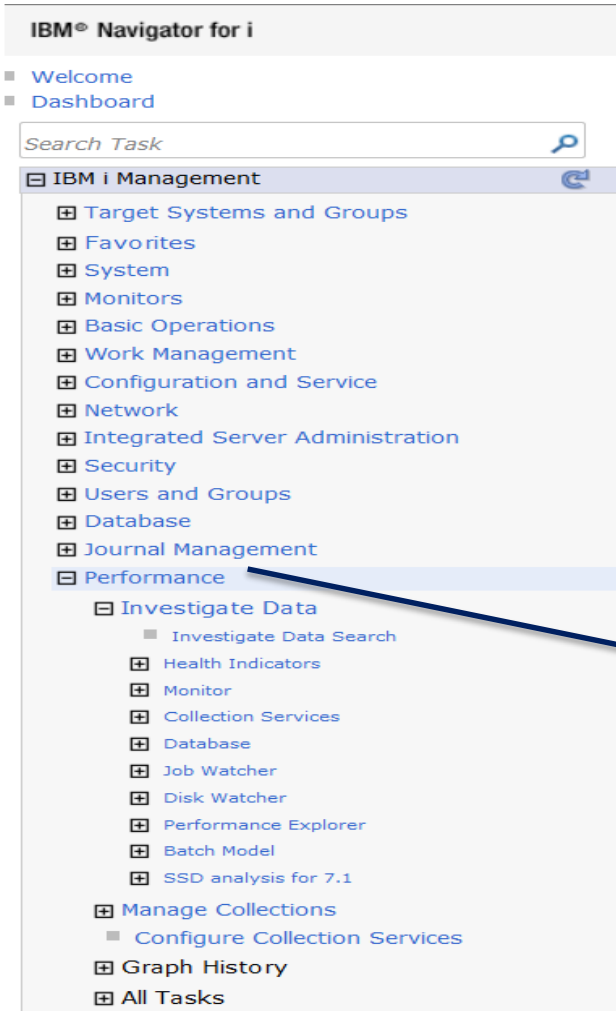 IBM® Navigator for i
Welcome
Dashboard
Search Task
IBM i Management
Target Systems and Groups
Favorites
System
Monitors
Basic Operations
Work Management
Configuration and Service
Network
Integrated Server Administration
Security
Users and Groups
Database
Journal Management
Performance
Investigate Data
Investigate Data Search
Health Indicators
Monitor
Collection Services
Database
Job Watcher
Disk Watcher
Performance Explorer
Batch Model
SSD analysis for 7.1
Manage Collections
Configure Collection Services
Graph History
All Tasks